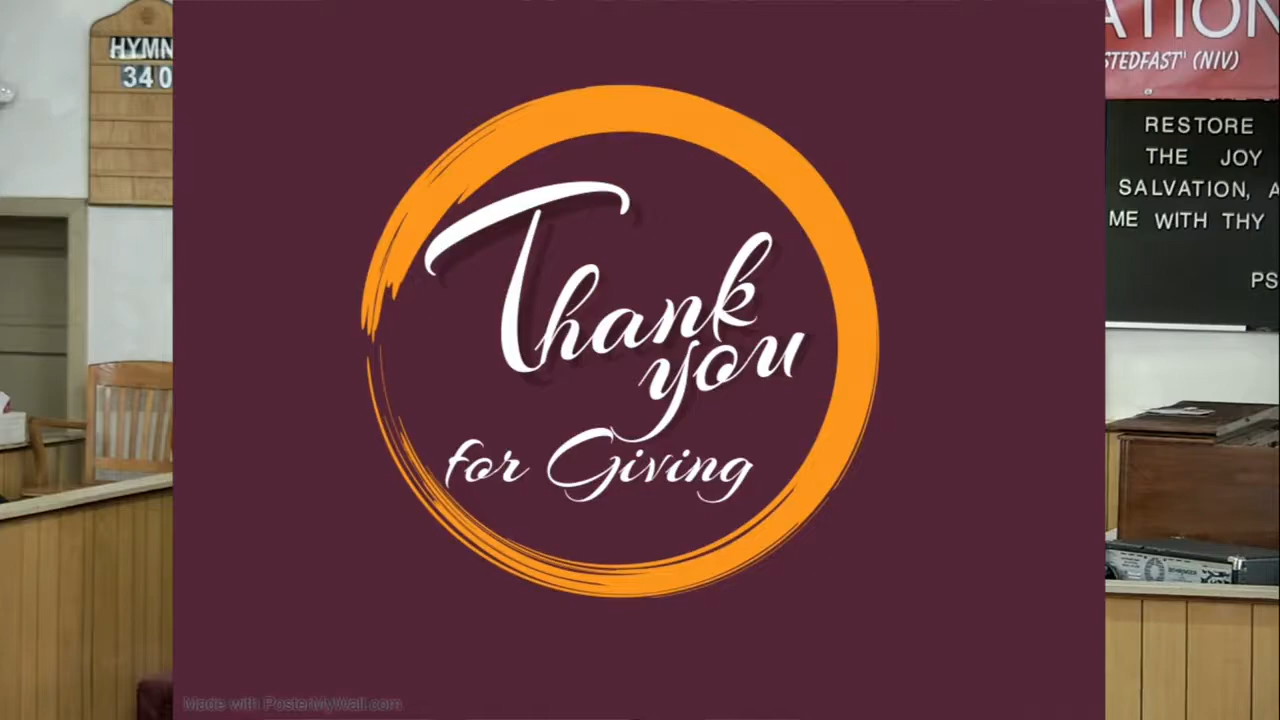 HYMN
340
Thank
you
for Giving
Made with PosterMyWall.com
ATION
STEDFAST" (NIV)
RESTORE
THE JOY
SALVATION, A
ME WITH THY
PS